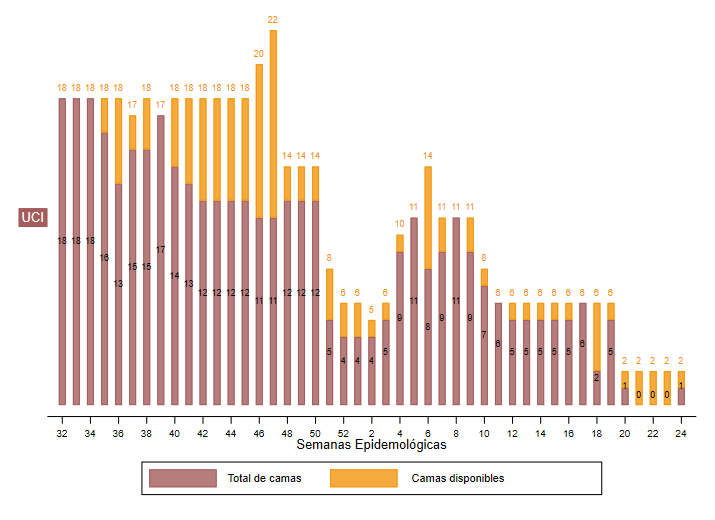 22
20
18 18 18 18 18 17 18 17 18 18 18 18 18 18 14 14 14 8 6 6 5 6 10 11 14 11 11 11 8 6 6 6 6 6 6 6 6 6 2 2 2 2 2
UCI
18 18 18 16 13 15 15 17 14 13 12 12 12 12 11 11 12 12 12 5 4 4 4 5 9 11 8 9 11 9 7 6 5 5 5 5 5 6 2 5 1 0 0 0 1
32 34 36 38 40 42 44 46 48 50 52 2 4 6 8 10 12 14 16 18 20 22 24
Semanas Epidemológicas
Total de camas Camas disponibles